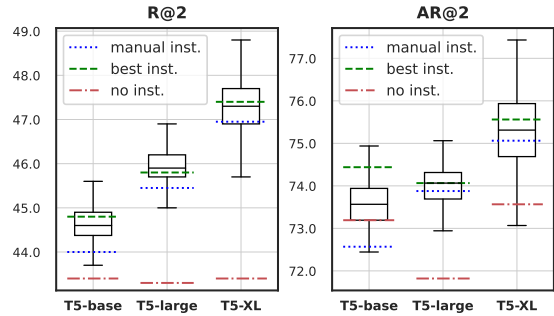 R@2
49.0
48.0
47.0
46.0
45.0
44.0
manual inst.
best inst.
no inst.
T5-base T5-large T5-XL
AR@2
77.0
76.0
75.0
74.0
73.0
72.0
manual inst.
best inst.
no inst.
T5-base T5-large T5-XL